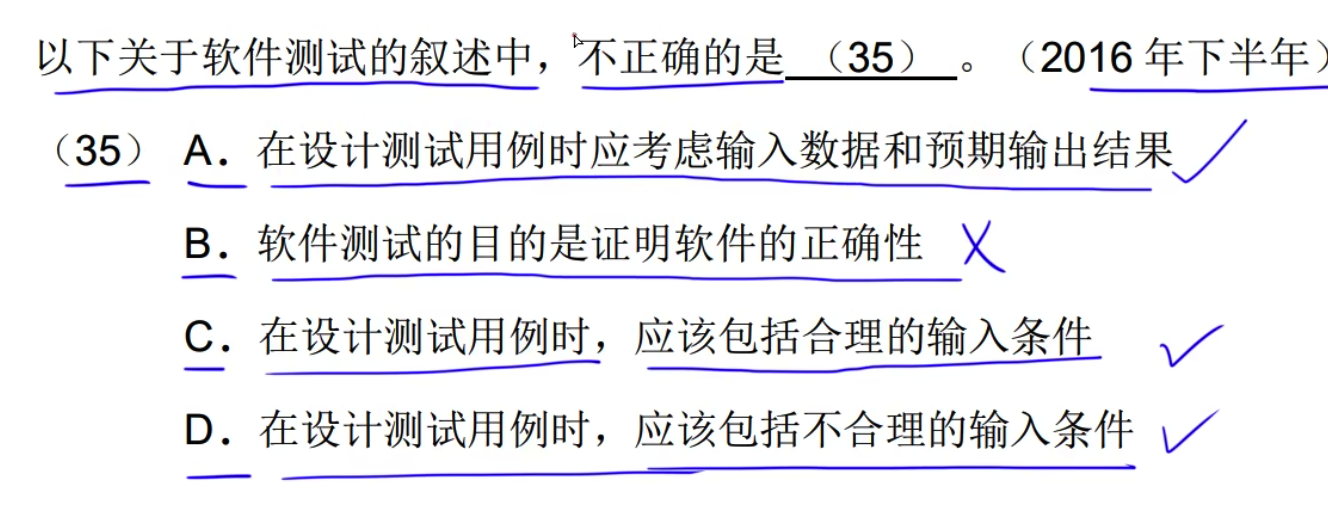 以下关于软件测试的叙述中，不正确的是 （35） 。（2016 年下半年）
（35） A．在设计测试用例时应考虑输入数据和预期输出结果
B．软件测试的目的是证明软件的正确性
C．在设计测试用例时，应该包括合理的输入条件
D．在设计测试用例时，应该包括不合理的输入条件